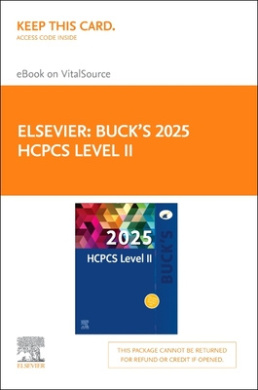 KEEP THIS CARD.
ACCESS CODE INSIDE
eBook on VitalSource
ELSEVIER: BUCK'S 2025
HCPCS LEVEL II
2025
HCPCS Level II
BUCK'S
ELSEVIER
THIS PACKAGE CANNOT BE RETURNED
FOR REFUND OR CREDIT IF OPENED.